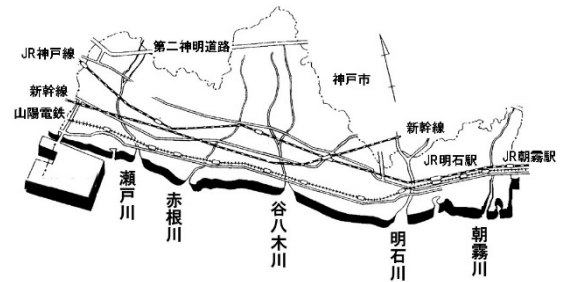 第二神明道路
JR神戸線
神戸市
新幹線
山陽電鉄
新幹線
JR明石駅
JR朝霧駅
瀬戸川
赤根川
谷八木川
明石川
朝霧川